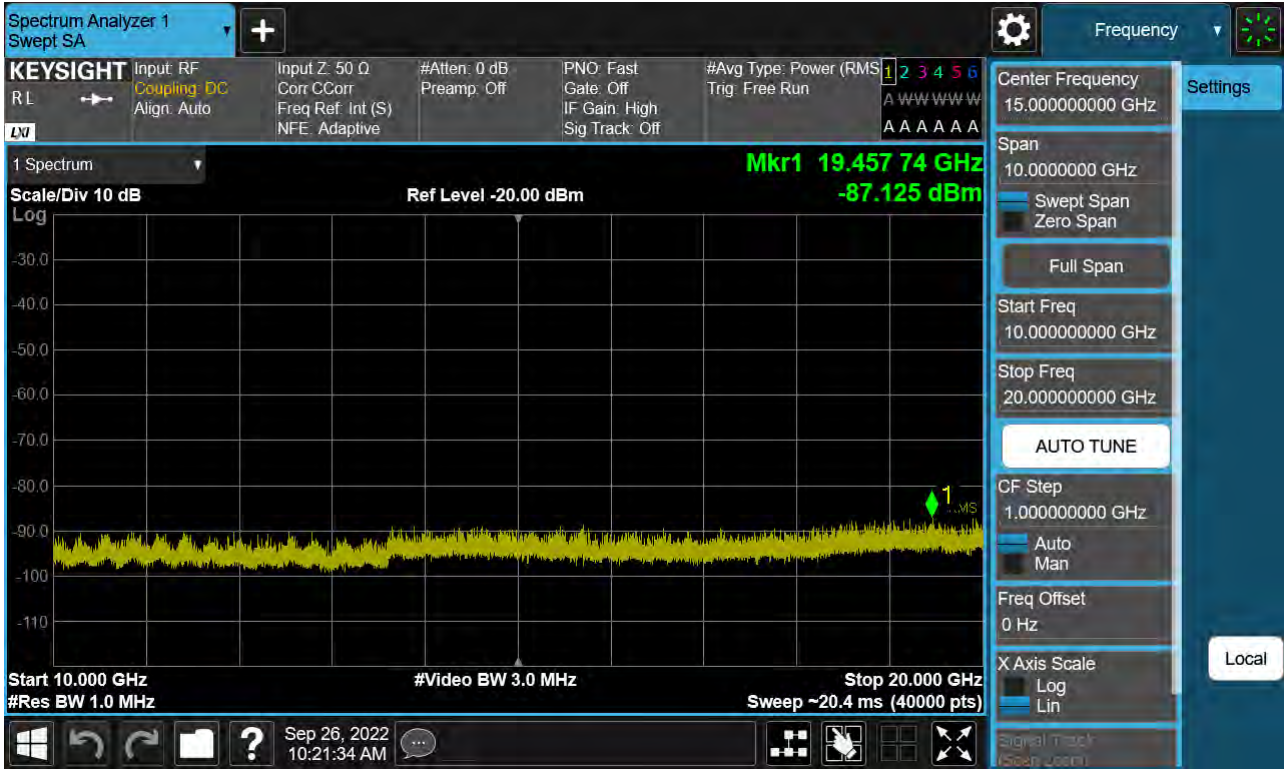 Spectrum Analyzer 1
Swept SA
Frequency
KEYSIGHT
R L
LXI
Input: RF
Coupling: DC
Align: Auto
Input Z: 50 Ω
Corr CCorr
Freq Ref: Int (S)
NFE: Adaptive
#Atten: 0 dB
Preamp: Off
PNO: Fast
Gate: Off
IF Gain: High
Sig Track: Off
#Avg Type: Power (RMS
Trig: Free Run
1 2 3 4 5 6
A W W W W W
A A A A A A
1 Spectrum
Scale/Div 10 dB
Ref Level -20.00 dBm
Mkr1 19.457 74 GHz
-87.125 dBm
Log
-30.0
-40.0
-50.0
-60.0
-70.0
-80.0
-90.0
-100
-110
1
Start 10.000 GHz
#Video BW 3.0 MHz
Stop 20.000 GHz
#Res BW 1.0 MHz
Sweep ~20.4 ms (40000 pts)
Center Frequency
15.000000000 GHz
Settings
Span
10.0000000 GHz
Swept Span
Zero Span
Full Span
Start Freq
10.000000000 GHz
Stop Freq
20.000000000 GHz
AUTO TUNE
CF Step
1.000000000 GHz
Auto
Man
Freq Offset
0 Hz
X Axis Scale
Log
Lin
Local
Signal Track
(Span Zoom)
?
Sep 26, 2022
10:21:34 AM